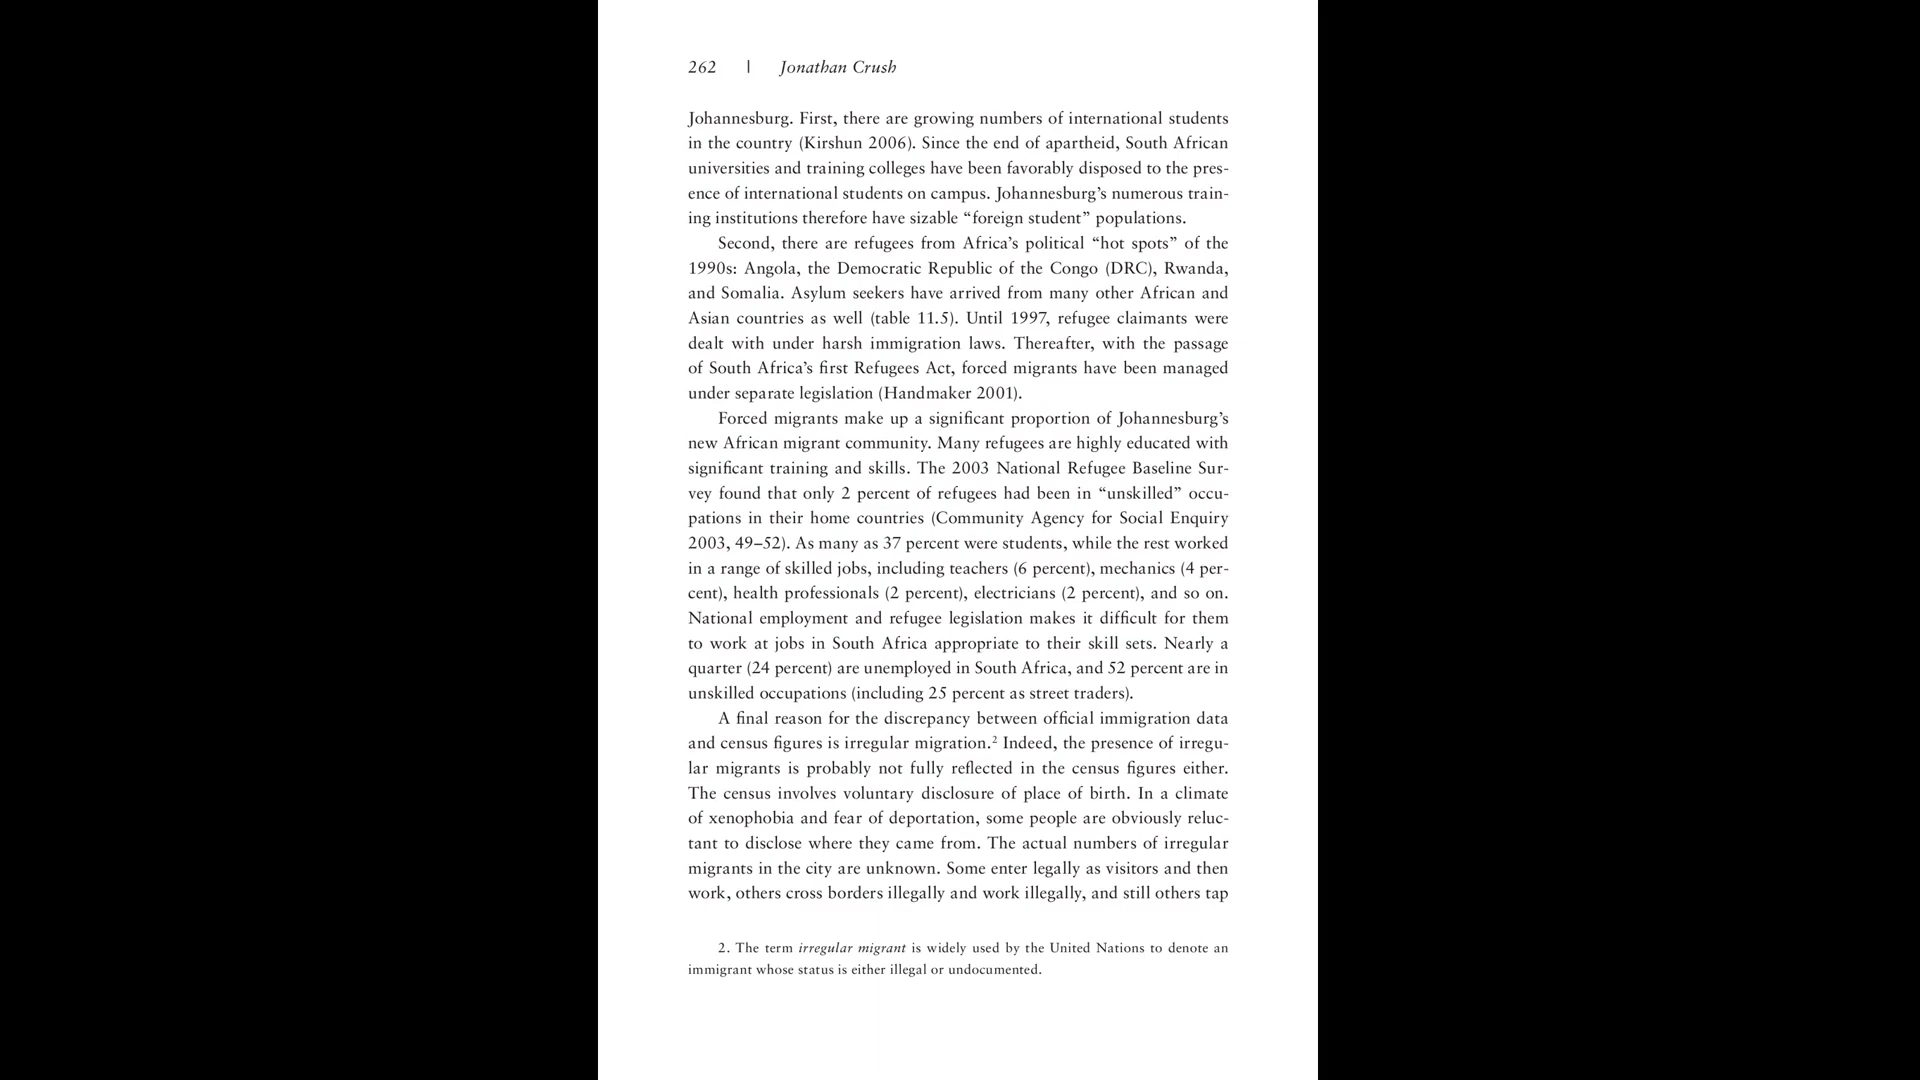 262 | Jonathan Crush
Johannesburg. First, there are growing numbers of international students
in the country (Kirshun 2006). Since the end of apartheid, South African
universities and training colleges have been favorably disposed to the pres-
ence of international students on campus. Johannesburg’s numerous train-
ing institutions therefore have sizable “foreign student” populations.
Second, there are refugees from Africa’s political “hot spots” of the
1990s: Angola, the Democratic Republic of the Congo (DRC), Rwanda,
and Somalia. Asylum seekers have arrived from many other African and
Asian countries as well (table 11.5). Until 1997, refugee claimants were
dealt with under harsh immigration laws. Thereafter, with the passage
of South Africa’s first Refugees Act, forced migrants have been managed
under separate legislation (Handmaker 2001).
Forced migrants make up a significant proportion of Johannesburg’s
new African migrant community. Many refugees are highly educated with
significant training and skills. The 2003 National Refugee Baseline Sur-
vey found that only 2 percent of refugees had been in “unskilled” occu-
pations in their home countries (Community Agency for Social Enquiry
2003, 49–52). As many as 37 percent were students, while the rest worked
in a range of skilled jobs, including teachers (6 percent), mechanics (4 per-
cent), health professionals (2 percent), electricians (2 percent), and so on.
National employment and refugee legislation makes it difficult for them
to work at jobs in South Africa appropriate to their skill sets. Nearly a
quarter (24 percent) are unemployed in South Africa, and 52 percent are in
unskilled occupations (including 25 percent as street traders).
A final reason for the discrepancy between official immigration data
and census figures is irregular migration.² Indeed, the presence of irregu-
lar migrants is probably not fully reflected in the census figures either.
The census involves voluntary disclosure of place of birth. In a climate
of xenophobia and fear of deportation, some people are obviously reluc-
tant to disclose where they came from. The actual numbers of irregular
migrants in the city are unknown. Some enter legally as visitors and then
work, others cross borders illegally and work illegally, and still others tap
2. The term irregular migrant is widely used by the United Nations to denote an
immigrant whose status is either illegal or undocumented.